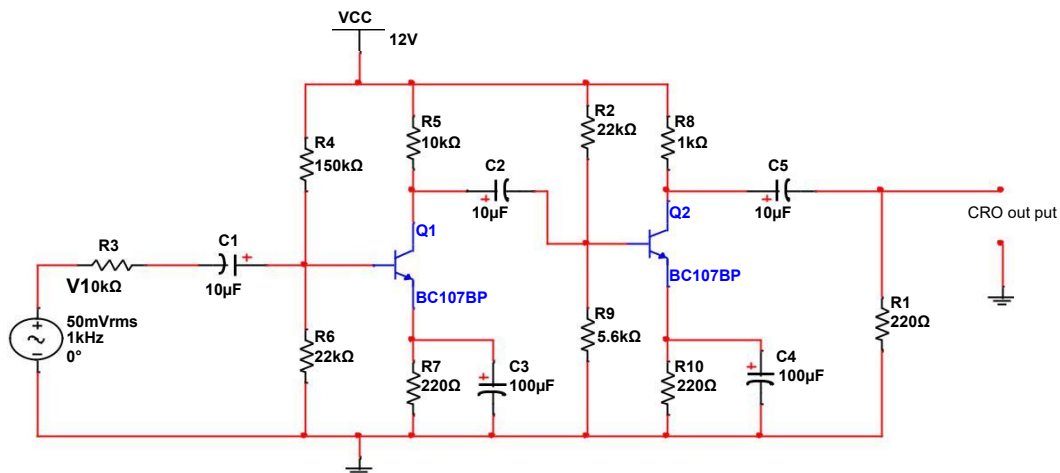 VCC
12V
R4
150kΩ
R5
10kΩ
C2
10µF
R2
22kΩ
R8
1kΩ
C5
10µF
CRO out put
Q1
BC107BP
Q2
BC107BP
R3
V10kΩ
C1
10µF
50mVrms
1kHz
0°
R6
22kΩ
R7
220Ω
C3
100µF
R9
5.6kΩ
R10
220Ω
C4
100µF
R1
220Ω